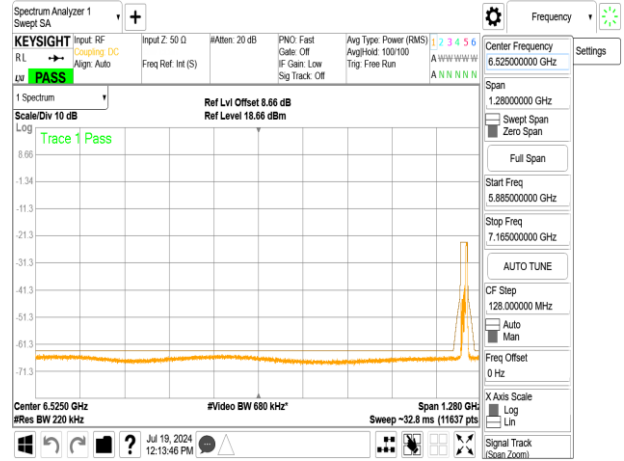 Spectrum Analyzer 1
Swept SA
+
Frequency
KEYSIGHT
Input: RF
Coupling: DC
Align: Auto
Input Z: 50 Ω
Freq Ref: Int (S)
#Atten: 20 dB
PNO: Fast
Gate: Off
IF Gain: Low
Sig Track: Off
Avg Type: Power (RMS)
Avg|Hold: 100/100
Trig: Free Run
1 2 3 4 5 6
A W W W W W
A N N N N N
RL
LW PASS
1 Spectrum
Scale/Div 10 dB
Ref Lvl Offset 8.66 dB
Ref Level 18.66 dBm
Log
Trace 1 Pass
8.66
-1.34
-11.3
-21.3
-31.3
-41.3
-51.3
-61.3
-71.3
Center 6.5250 GHz
#Video BW 680 kHz*
Span 1.280 GHz
#Res BW 220 kHz
Sweep ~32.8 ms (11637 pts)
Jul 19, 2024
12:13:46 PM
?
Center Frequency
6.525000000 GHz
Settings
Span
1.28000000 GHz
Swept Span
Zero Span
Full Span
Start Freq
5.885000000 GHz
Stop Freq
7.165000000 GHz
AUTO TUNE
CF Step
128.000000 MHz
Auto
Man
Freq Offset
0 Hz
X Axis Scale
Log
Lin
Signal Track
(Span Zoom)